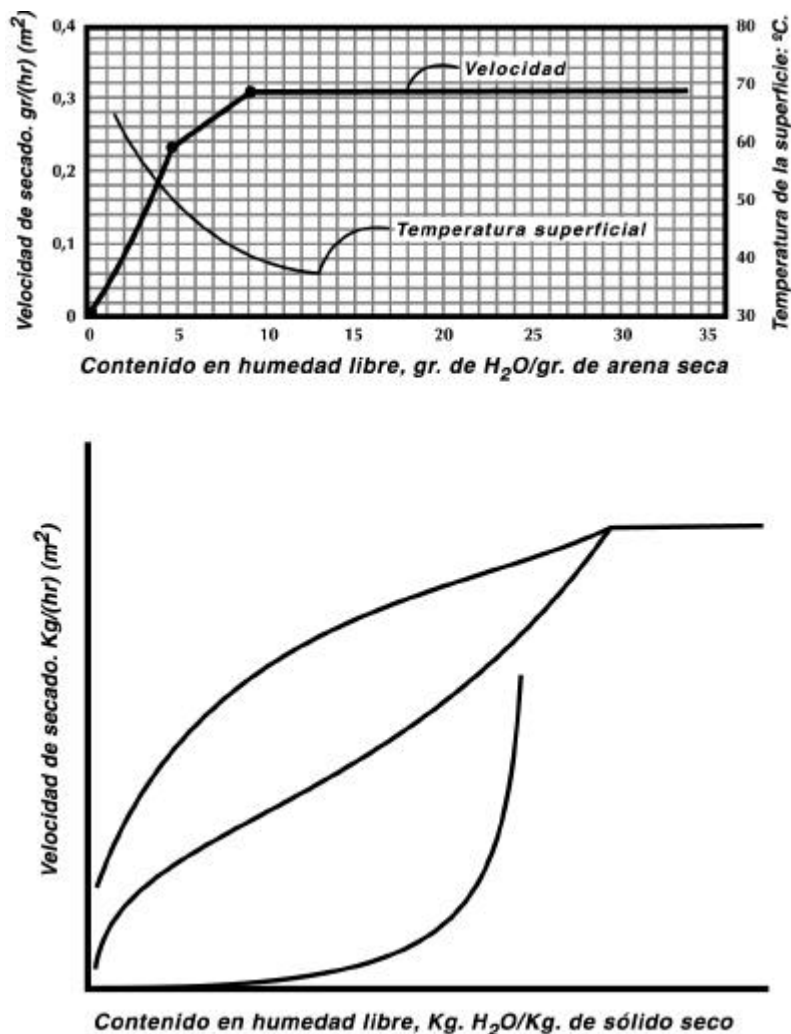 Velocidad de secado. gr/(hr) (m²)
0,4
0,3
0,2
0,1
0
Velocidad
Temperatura superficial
80
70
60
50
40
30
Temperatura de la superficie: ºC.
0 5 10 15 20 25 30 35
Contenido en humedad libre, gr. de H₂O/gr. de arena seca
Velocidad de secado. Kg/(hr) (m²)
Contenido en humedad libre, Kg. H₂O/Kg. de sólido seco